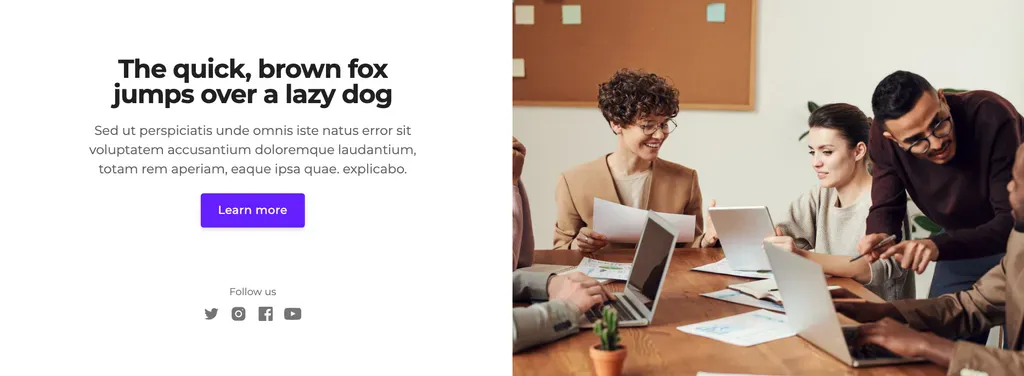 The quick, brown fox
jumps over a lazy dog
Sed ut perspiciatis unde omnis iste natus error sit
voluptatem accusantium doloremque laudantium,
totam rem aperiam, eaque ipsa quae. explicabo.
Learn more
Follow us